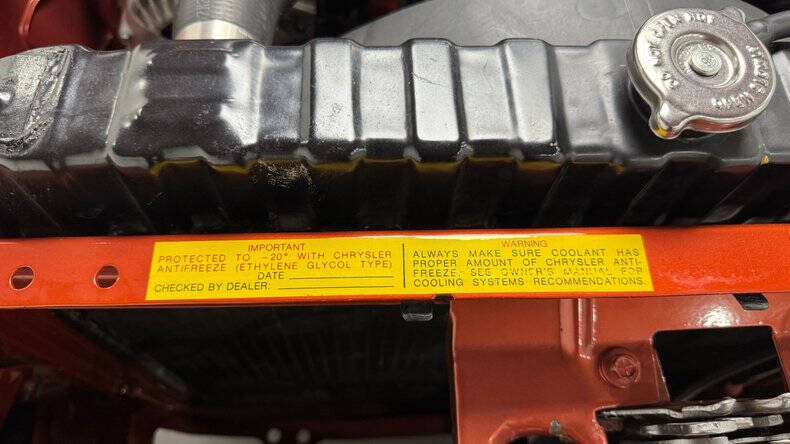 IMPORTANT
PROTECTED TO -20° WITH CHRYSLER
ANTIFREEZE (ETHYLENE GLYCOL TYPE)
DATE
CHECKED BY DEALER:
WARNING
ALWAYS MAKE SURE COOLANT HAS
PROPER AMOUNT OF CHRYSLER ANTI-
FREEZE. SEE OWNER'S MANUAL FOR
COOLING SYSTEMS RECOMMENDATIONS.